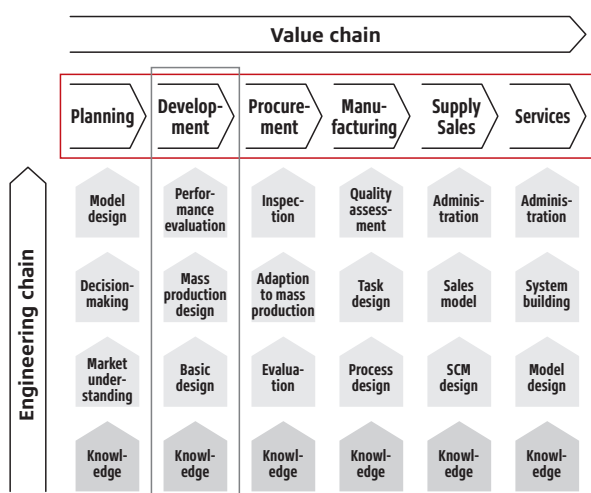 Value chain
Planning
Develop-
ment
Procure-
ment
Manu-
facturing
Supply
Sales
Services
Engineering chain
Model
design
Perfor-
mance
evaluation
Inspec-
tion
Quality
assess-
ment
Adminis-
tration
Adminis-
tration
Decision-
making
Mass
production
design
Adaption
to mass
production
Task
design
Sales
model
System
building
Market
under-
standing
Basic
design
Evalua-
tion
Process
design
SCM
design
Model
design
Knowl-
edge
Knowl-
edge
Knowl-
edge
Knowl-
edge
Knowl-
edge
Knowl-
edge